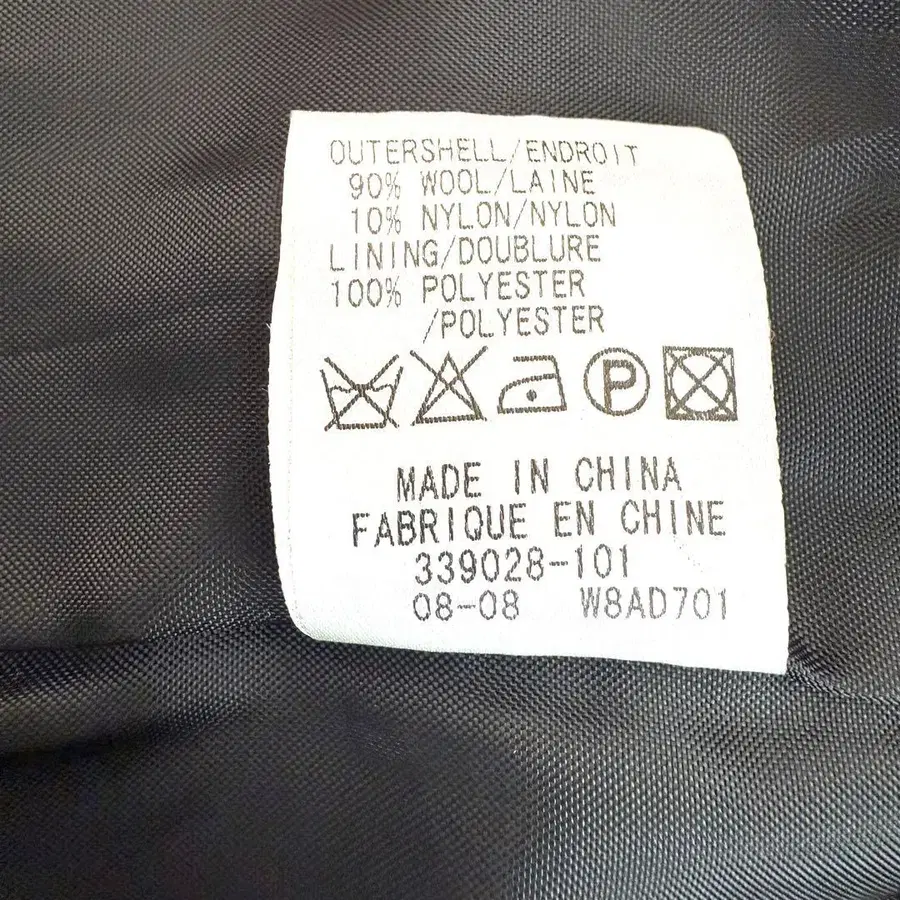 OUTERSHELL/ENDROIT
90% WOOL/LAINE
10% NYLON/NYLON
LINING/DOUBLURE
100% POLYESTER
/POLYESTER
P
MADE IN CHINA
FABRIQUE EN CHINE
339028-101
08-08 W8AD701